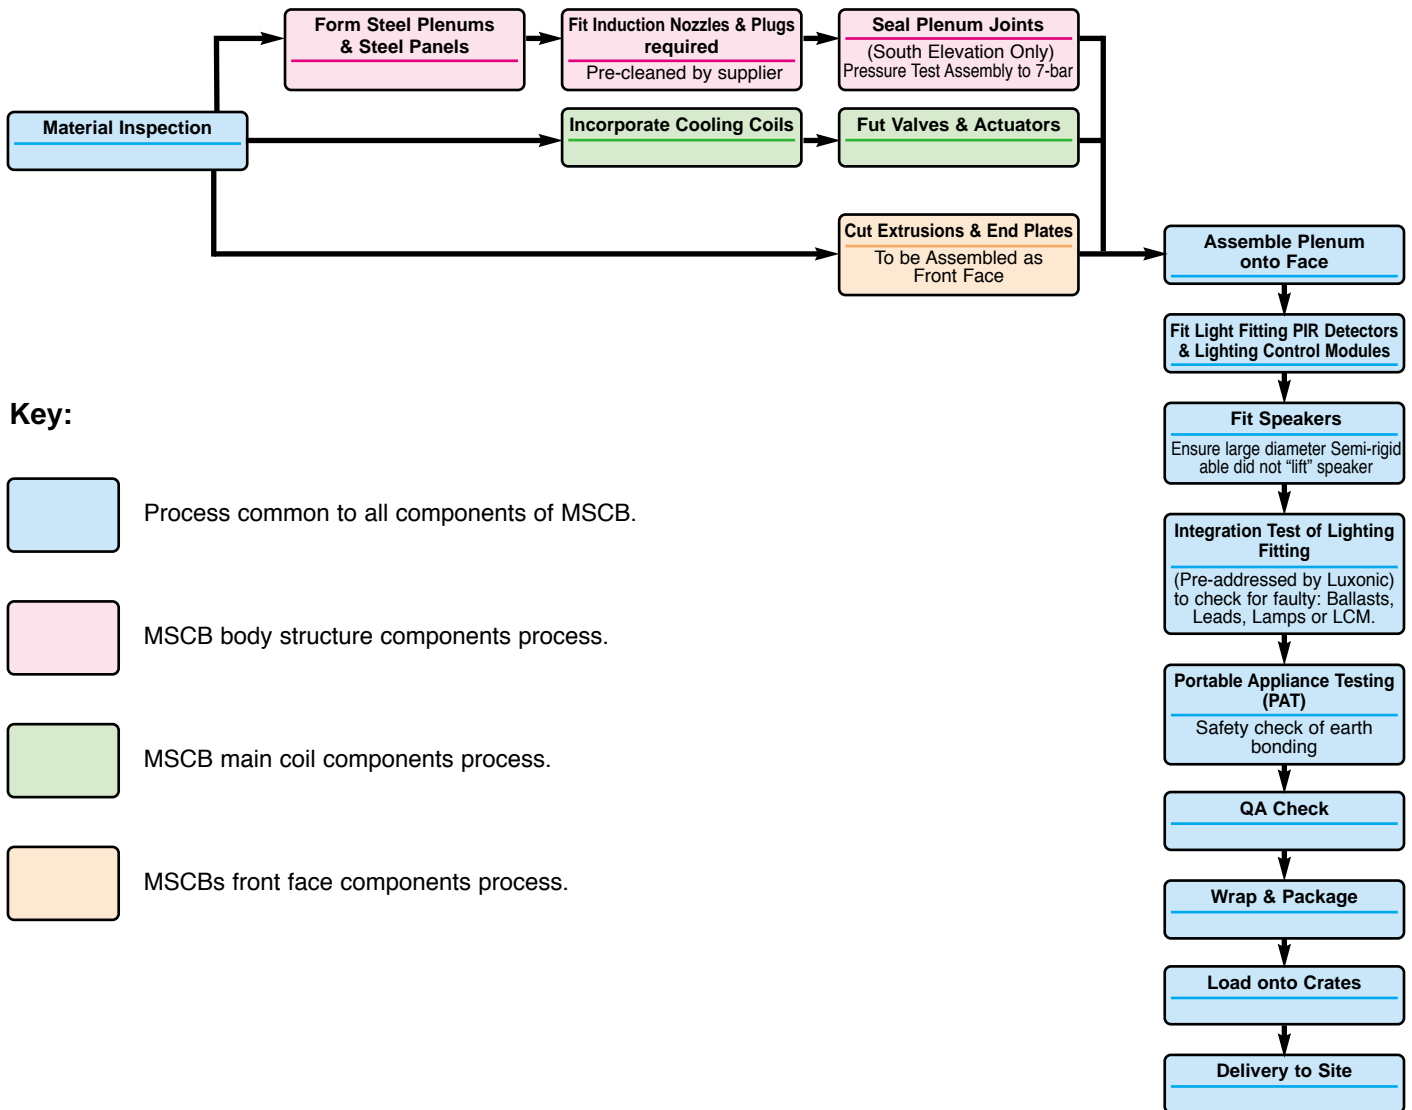 Form Steel Plenums
& Steel Panels
Fit Induction Nozzles & Plugs
required
Pre-cleaned by supplier
Seal Plenum Joints
(South Elevation Only)
Pressure Test Assembly to 7-bar
Material Inspection
Incorporate Cooling Coils
Fut Valves & Actuators
Cut Extrusions & End Plates
To be Assembled as
Front Face
Assemble Plenum
onto Face
Fit Light Fitting PIR Detectors
& Lighting Control Modules
Fit Speakers
Ensure large diameter Semi-rigid
able did not “lift” speaker
Integration Test of Lighting
Fitting
(Pre-addressed by Luxonic)
to check for faulty: Ballasts,
Leads, Lamps or LCM.
Portable Appliance Testing
(PAT)
Safety check of earth
bonding
QA Check
Wrap & Package
Load onto Crates
Delivery to Site
Key:
Process common to all components of MSCB.
MSCB body structure components process.
MSCB main coil components process.
MSCBs front face components process.